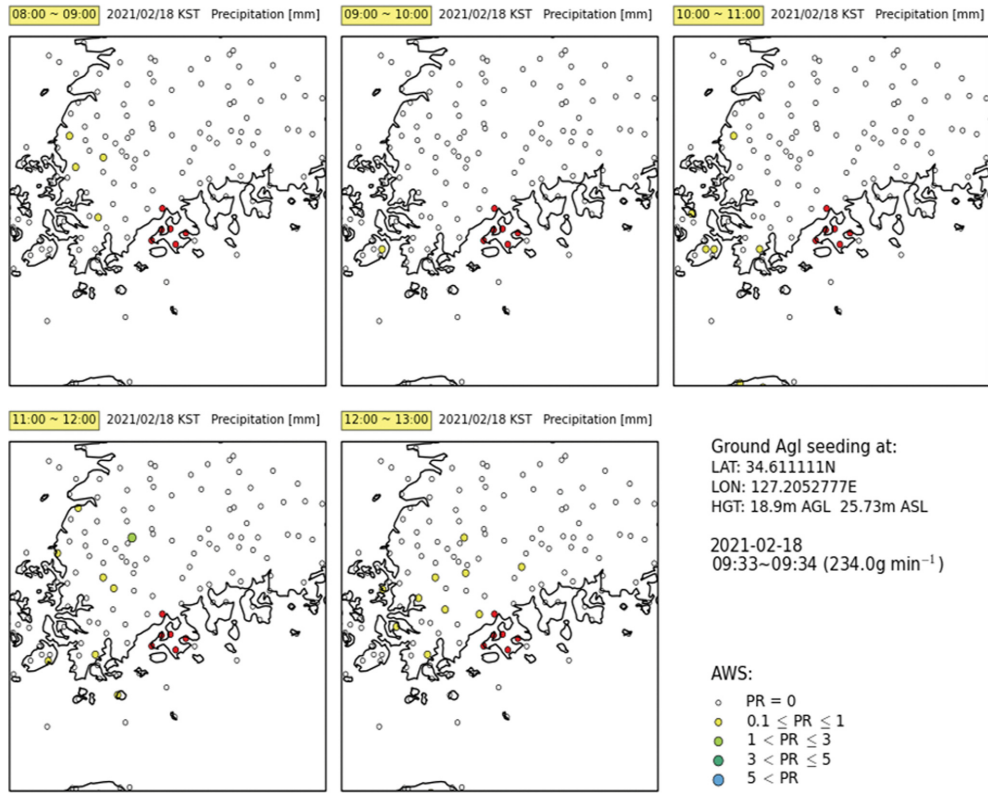 08:00 ~ 09:00 2021/02/18 KST Precipitation [mm]
09:00 ~ 10:00 2021/02/18 KST Precipitation [mm]
10:00 ~ 11:00 2021/02/18 KST Precipitation [mm]
11:00 ~ 12:00 2021/02/18 KST Precipitation [mm]
12:00 ~ 13:00 2021/02/18 KST Precipitation [mm]
Ground AgI seeding at:
LAT: 34.611111N
LON: 127.2052777E
HGT: 18.9m AGL 25.73m ASL
2021-02-18
09:33~09:34 (234.0g min⁻¹)
AWS:
PR = 0
0.1 ≤ PR ≤ 1
1 < PR ≤ 3
3 < PR ≤ 5
5 < PR